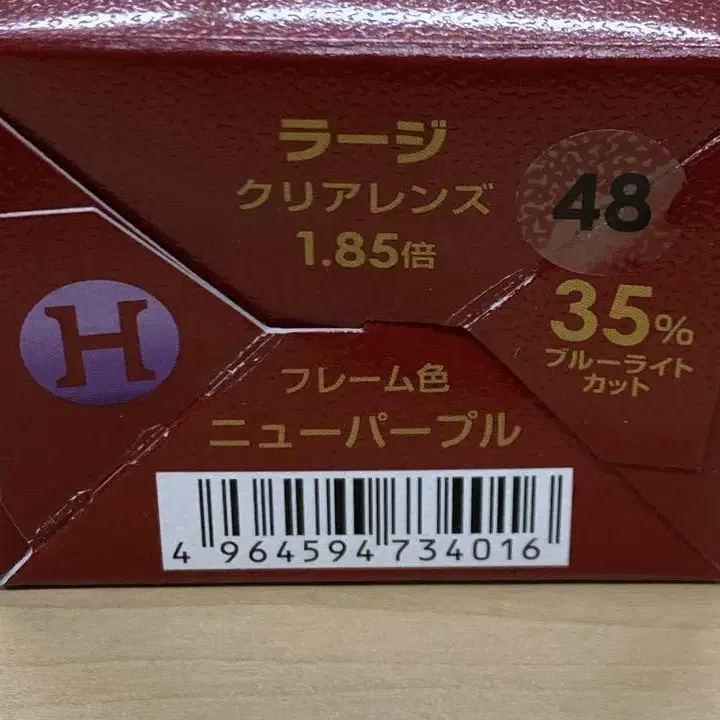 ラージ
クリアレンズ
1.85倍
48
35%
ブルーライト
カット
H
フレーム色
ニューパープル
4 964594 734016